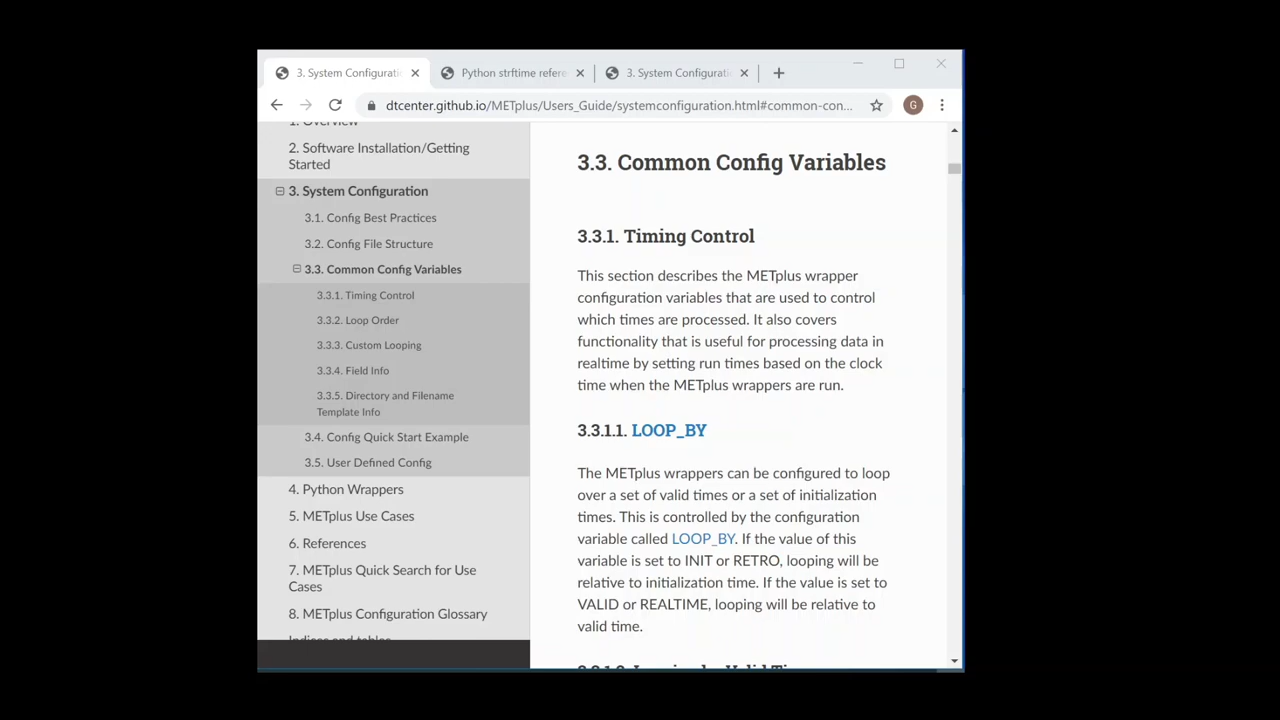 3. System Configurati
Python strftime refere
3. System Configurati
dtcenter.github.io/METplus/Users_Guide/systemconfiguration.html#common-con...
G
1. Overview
2. Software Installation/Getting
Started
3. System Configuration
3.1. Config Best Practices
3.2. Config File Structure
3.3. Common Config Variables
3.3.1. Timing Control
3.3.2. Loop Order
3.3.3. Custom Looping
3.3.4. Field Info
3.3.5. Directory and Filename
Template Info
3.4. Config Quick Start Example
3.5. User Defined Config
4. Python Wrappers
5. METplus Use Cases
6. References
7. METplus Quick Search for Use
Cases
8. METplus Configuration Glossary
Indices and tables
3.3. Common Config Variables
3.3.1. Timing Control
This section describes the METplus wrapper
configuration variables that are used to control
which times are processed. It also covers
functionality that is useful for processing data in
realtime by setting run times based on the clock
time when the METplus wrappers are run.
3.3.1.1. LOOP_BY
The METplus wrappers can be configured to loop
over a set of valid times or a set of initialization
times. This is controlled by the configuration
variable called LOOP_BY. If the value of this
variable is set to INIT or RETRO, looping will be
relative to initialization time. If the value is set to
VALID or REALTIME, looping will be relative to
valid time.